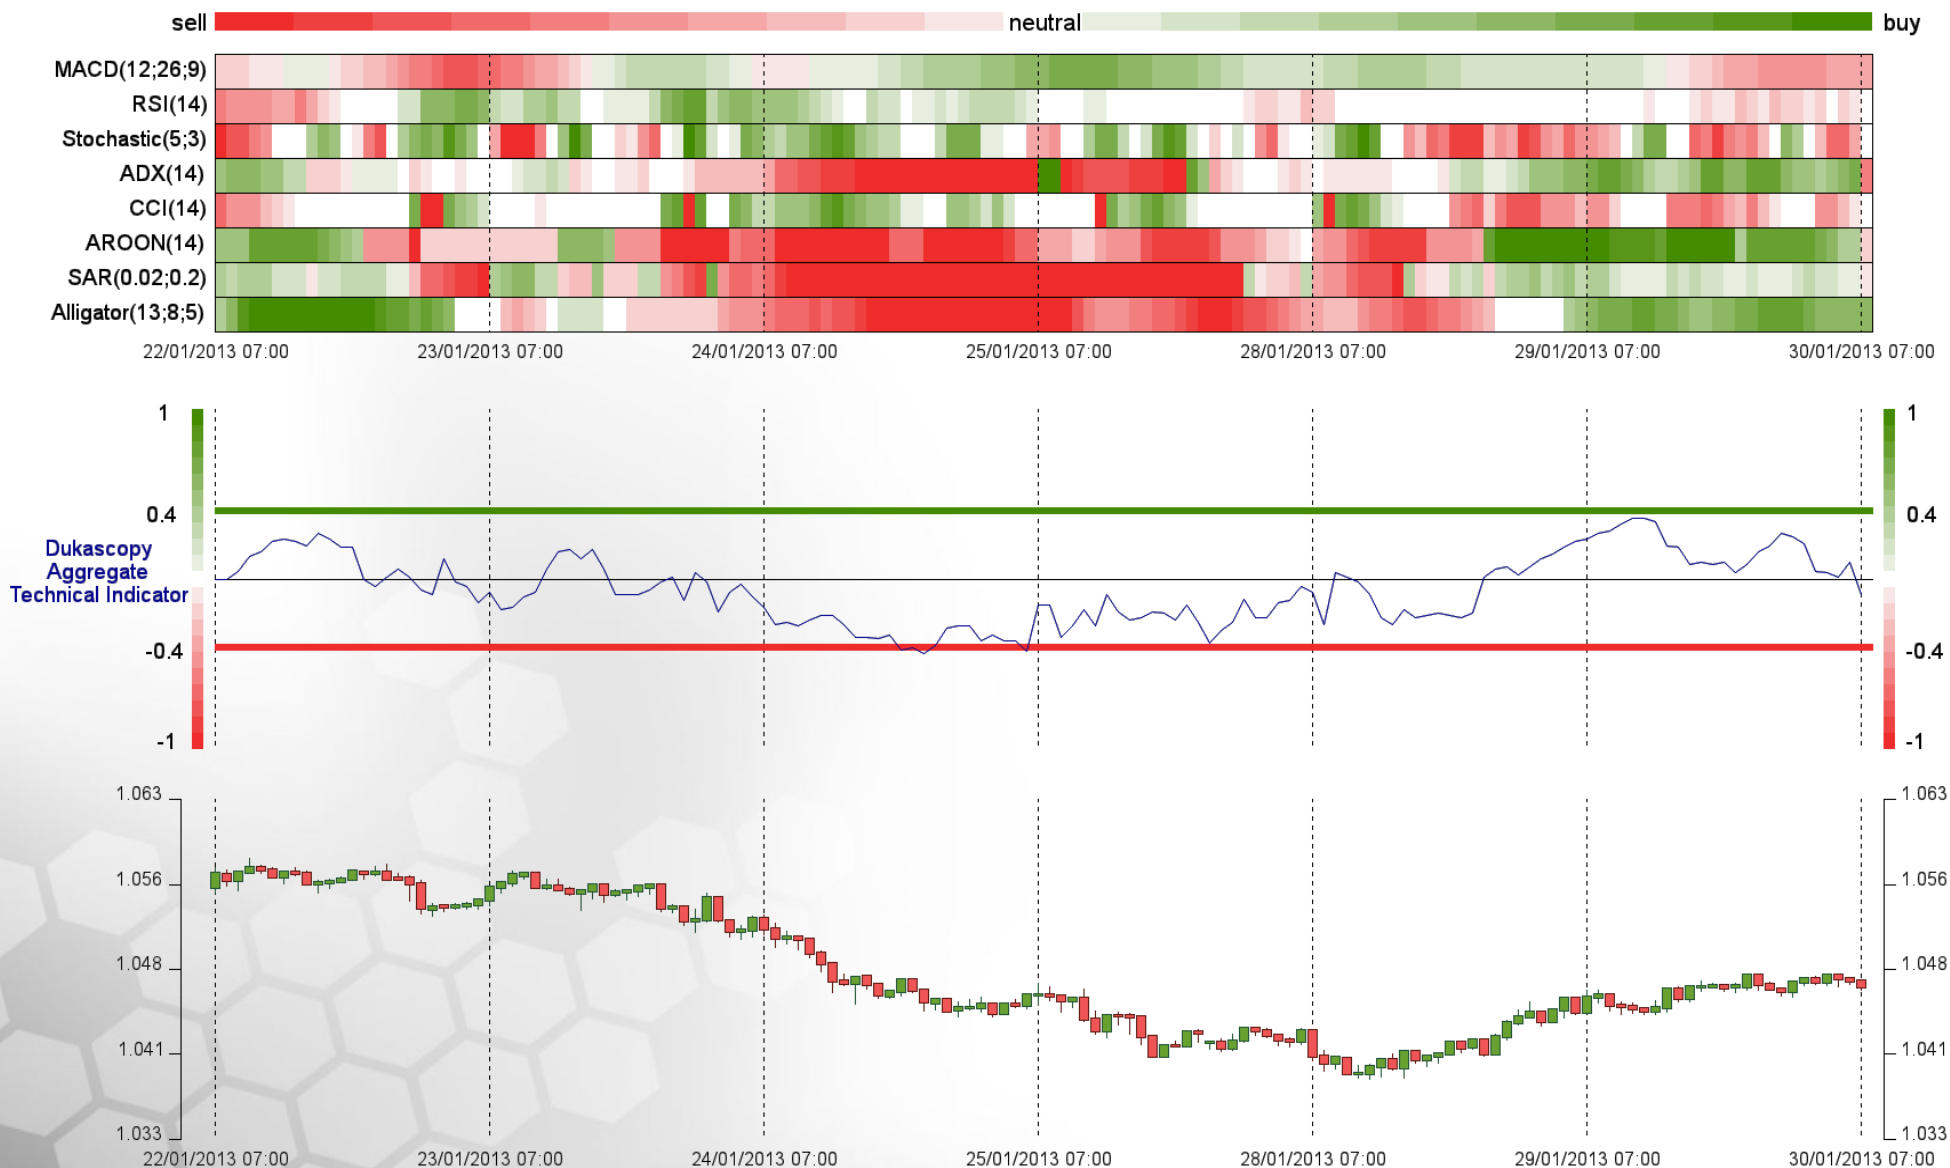 sell neutral buy
MACD(12;26;9)
RSI(14)
Stochastic(5;3)
ADX(14)
CCI(14)
AROON(14)
SAR(0.02;0.2)
Alligator(13;8;5)
22/01/2013 07:00 23/01/2013 07:00 24/01/2013 07:00 25/01/2013 07:00 28/01/2013 07:00 29/01/2013 07:00 30/01/2013 07:00
1 1
0.4 0.4
Dukascopy
Aggregate
Technical Indicator
-0.4 -0.4
-1 -1
1.063 1.063
1.056 1.056
1.048 1.048
1.041 1.041
1.033 1.033
22/01/2013 07:00 23/01/2013 07:00 24/01/2013 07:00 25/01/2013 07:00 28/01/2013 07:00 29/01/2013 07:00 30/01/2013 07:00